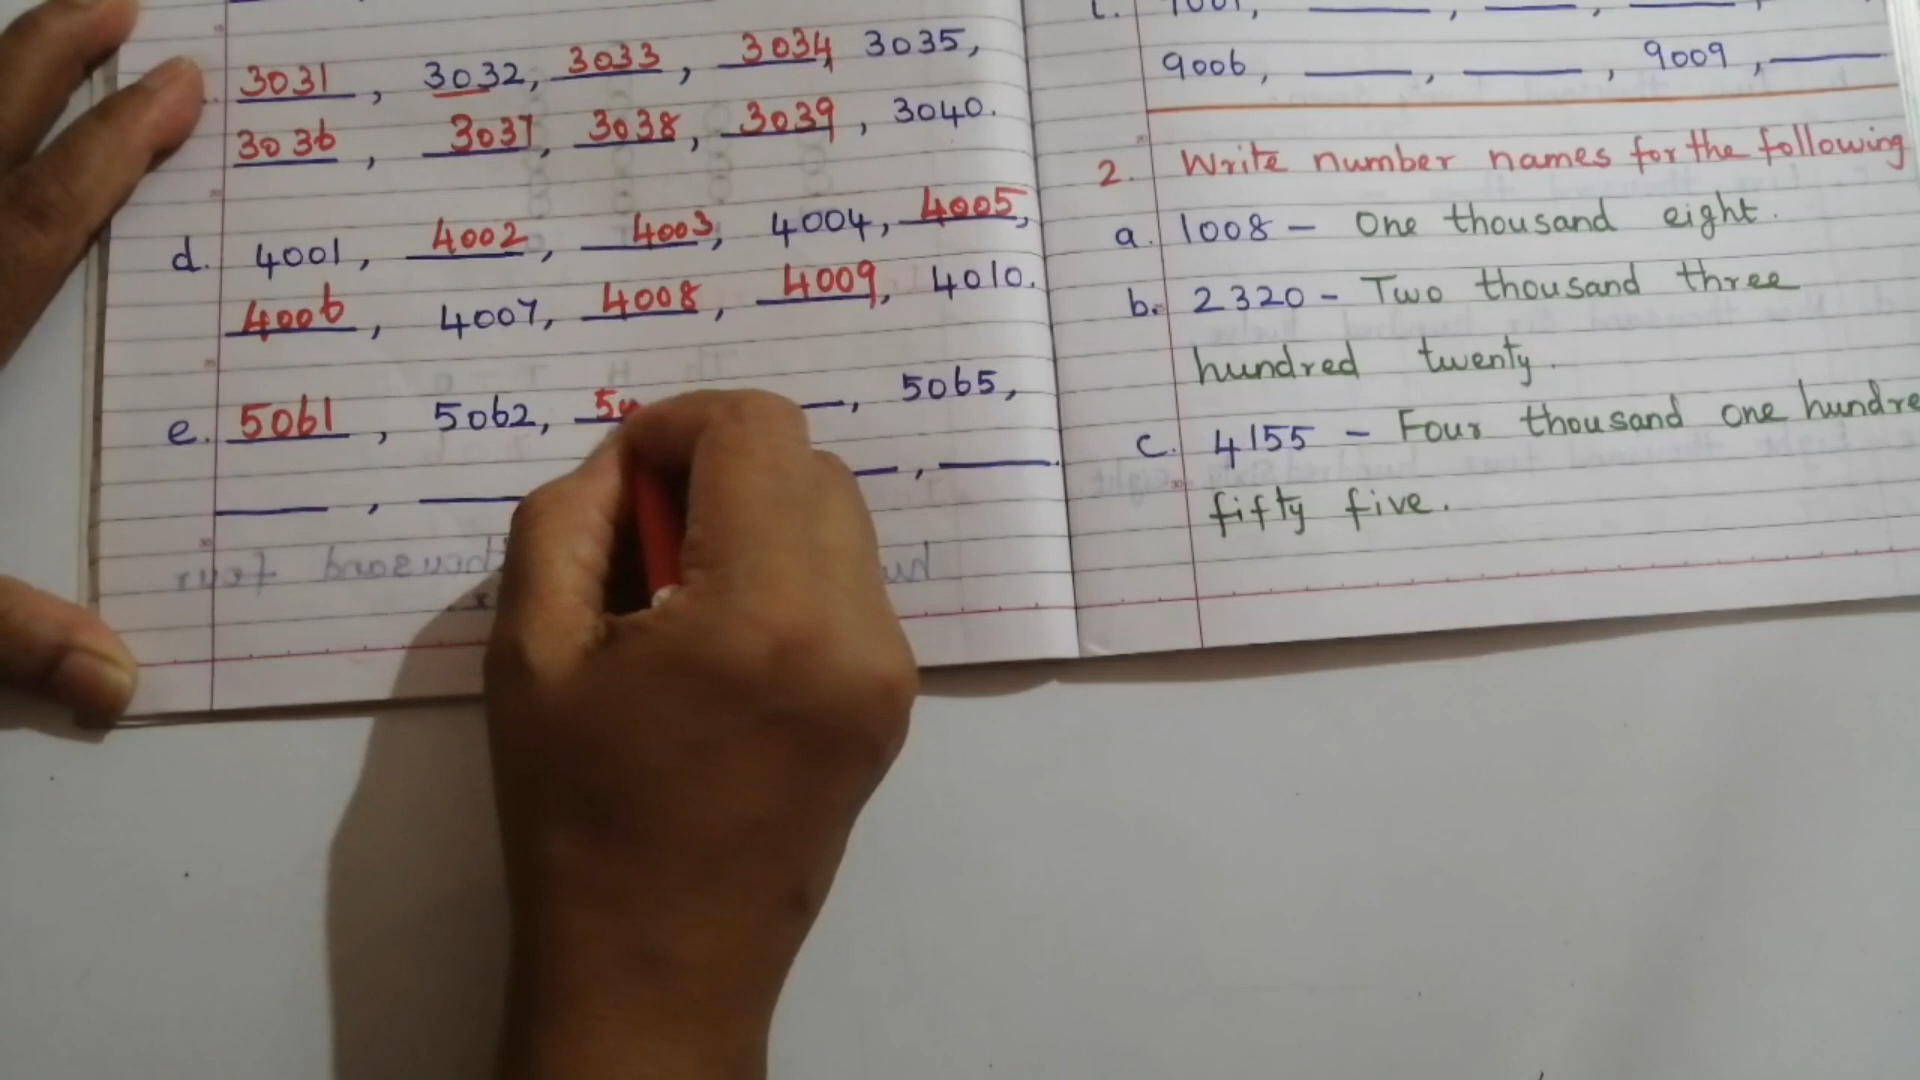 3031, 3032, 3033, 3034, 3035,
3036, 3037, 3038, 3039, 3040.
d. 4001, 4002, 4003, 4004, 4005,
4006, 4007, 4008, 4009, 4010.
e. 5061, 5062, 5065,
9006, 9009,
2. Write number names for the following
a. 1008 - One thousand eight.
b. 2320 - Two thousand three
hundred twenty.
c. 4155 - Four thousand one hundre
fifty five.